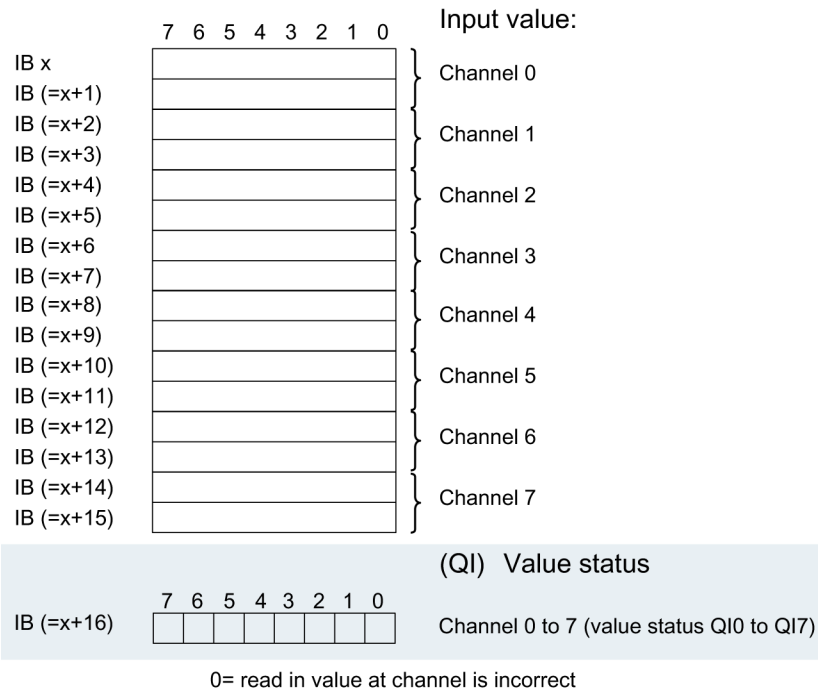 Input value:
7 6 5 4 3 2 1 0
IB x
IB (=x+1)
Channel 0
IB (=x+2)
IB (=x+3)
Channel 1
IB (=x+4)
IB (=x+5)
Channel 2
IB (=x+6
IB (=x+7)
Channel 3
IB (=x+8)
IB (=x+9)
Channel 4
IB (=x+10)
IB (=x+11)
Channel 5
IB (=x+12)
IB (=x+13)
Channel 6
IB (=x+14)
IB (=x+15)
Channel 7
(QI) Value status
7 6 5 4 3 2 1 0
IB (=x+16)
Channel 0 to 7 (value status QI0 to QI7)
0= read in value at channel is incorrect